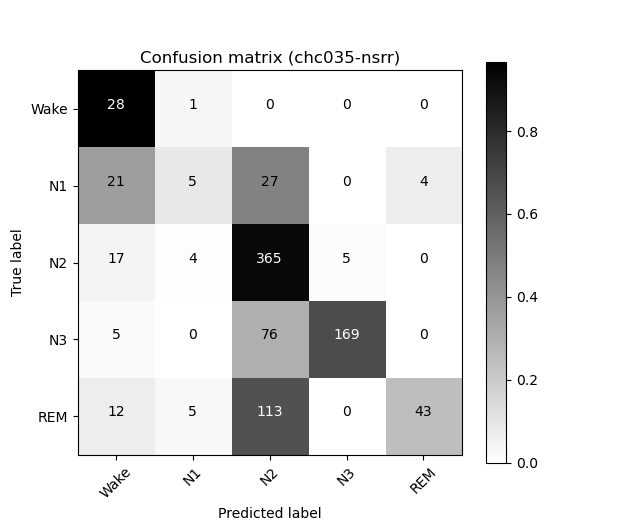 Confusion matrix (chc035-nsrr)
Wake 28 1 0 0 0
N1 21 5 27 0 4
N2 17 4 365 5 0
N3 5 0 76 169 0
REM 12 5 113 0 43
Wake N1 N2 N3 REM
True label
Predicted label
0.8
0.6
0.4
0.2
0.0